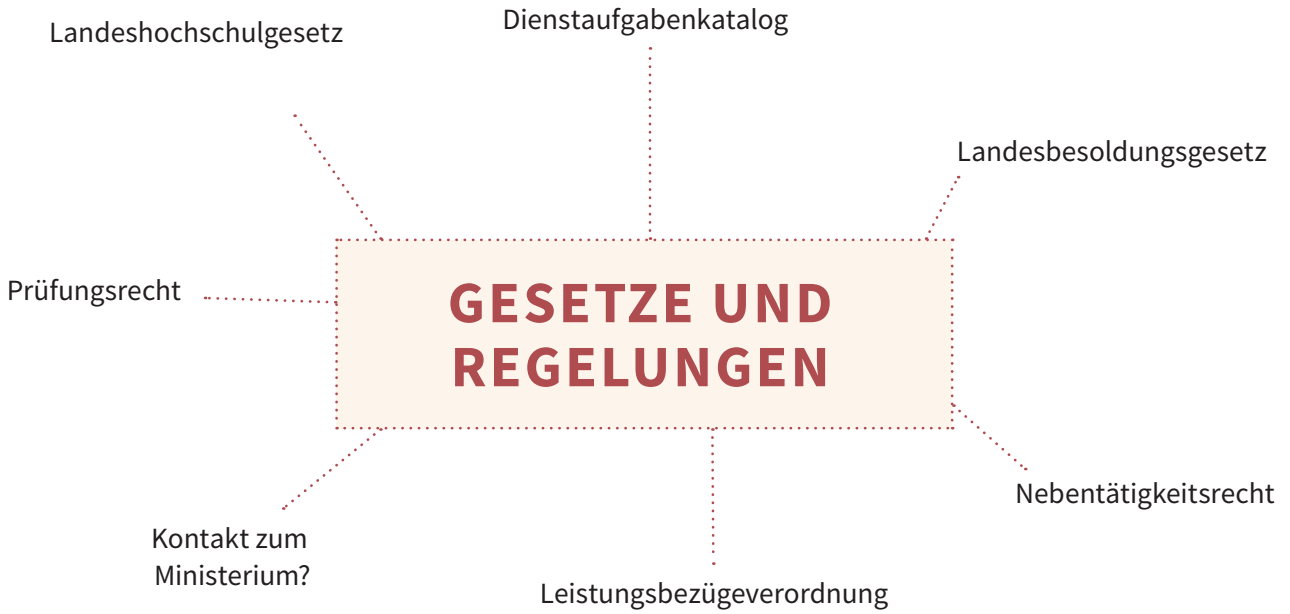 Landeshochschulgesetz
Dienstaufgabenkatalog
Landesbesoldungsgesetz
Prüfungsrecht
GESETZE UND
REGELUNGEN
Nebentätigkeitsrecht
Kontakt zum
Ministerium?
Leistungsbezügeverordnung